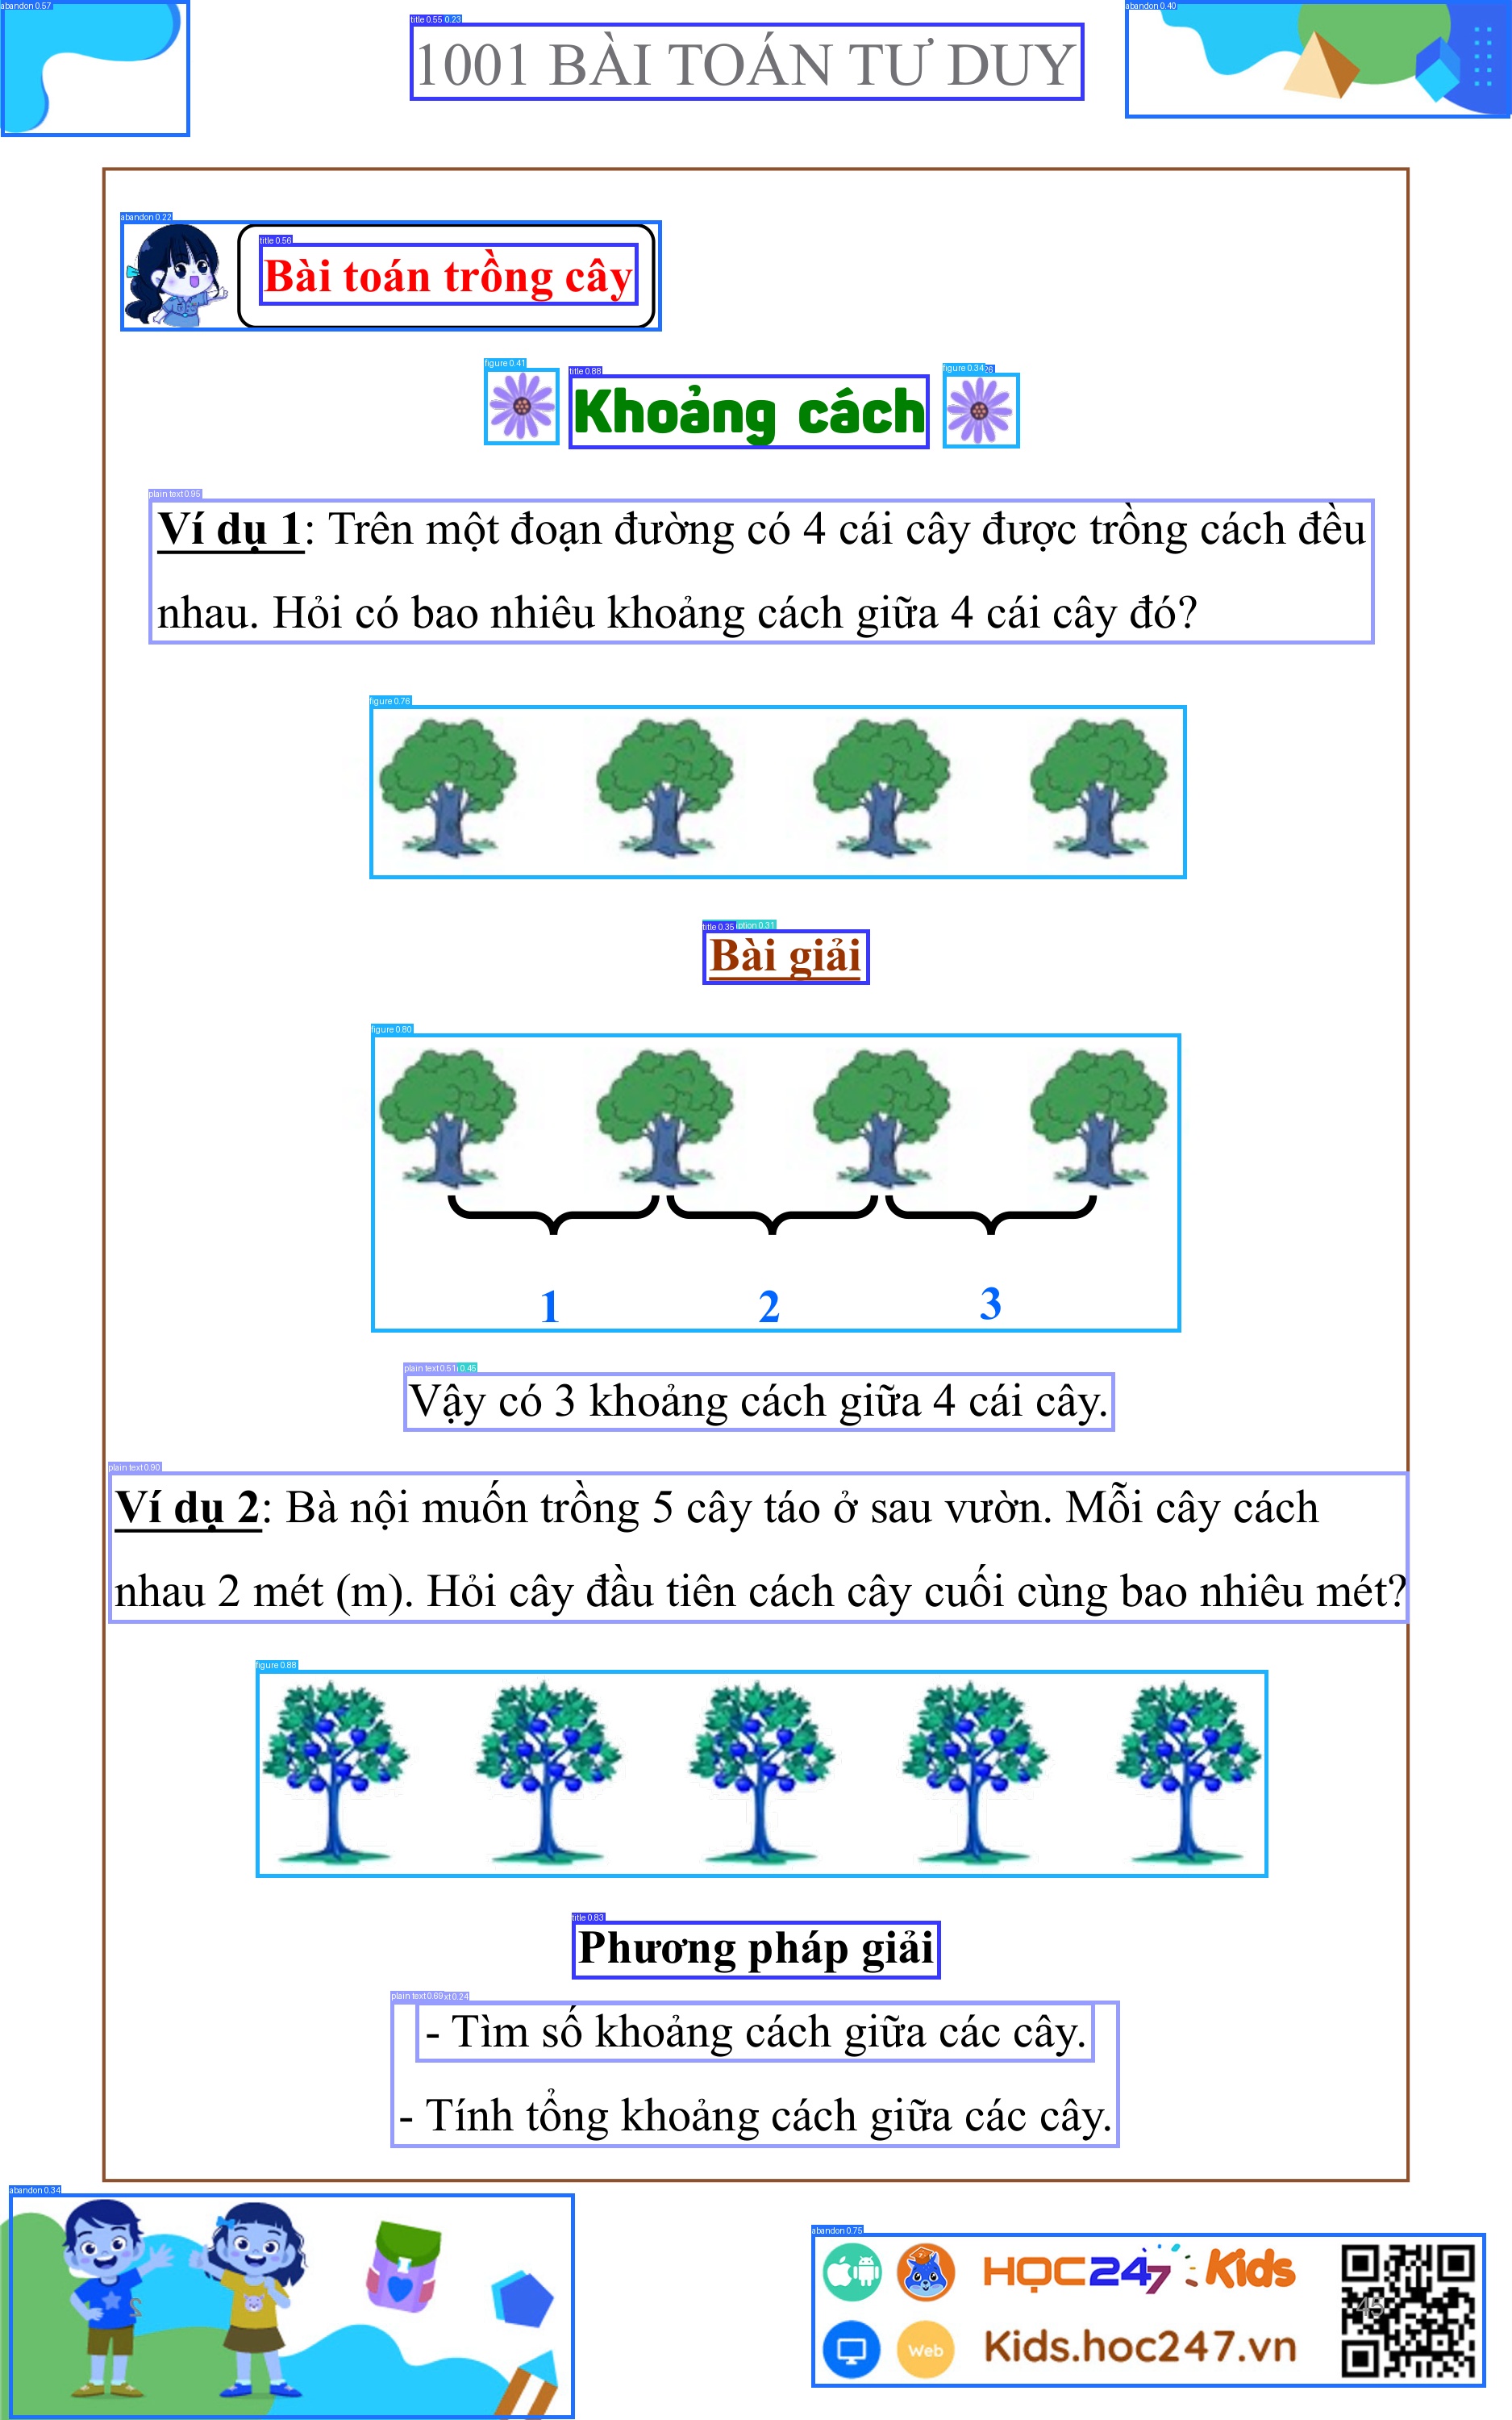 1001 BÀI TOÁN TƯ DUY
Bài toán trồng cây
Khoảng cách
Ví dụ 1: Trên một đoạn đường có 4 cái cây được trồng cách đều
nhau. Hỏi có bao nhiêu khoảng cách giữa 4 cái cây đó?
Bài giải
1 2 3
Vậy có 3 khoảng cách giữa 4 cái cây.
Ví dụ 2: Bà nội muốn trồng 5 cây táo ở sau vườn. Mỗi cây cách
nhau 2 mét (m). Hỏi cây đầu tiên cách cây cuối cùng bao nhiêu mét?
Phương pháp giải
- Tìm số khoảng cách giữa các cây.
- Tính tổng khoảng cách giữa các cây.
HỌC247 Kids
Web
Kids.hoc247.vn
45